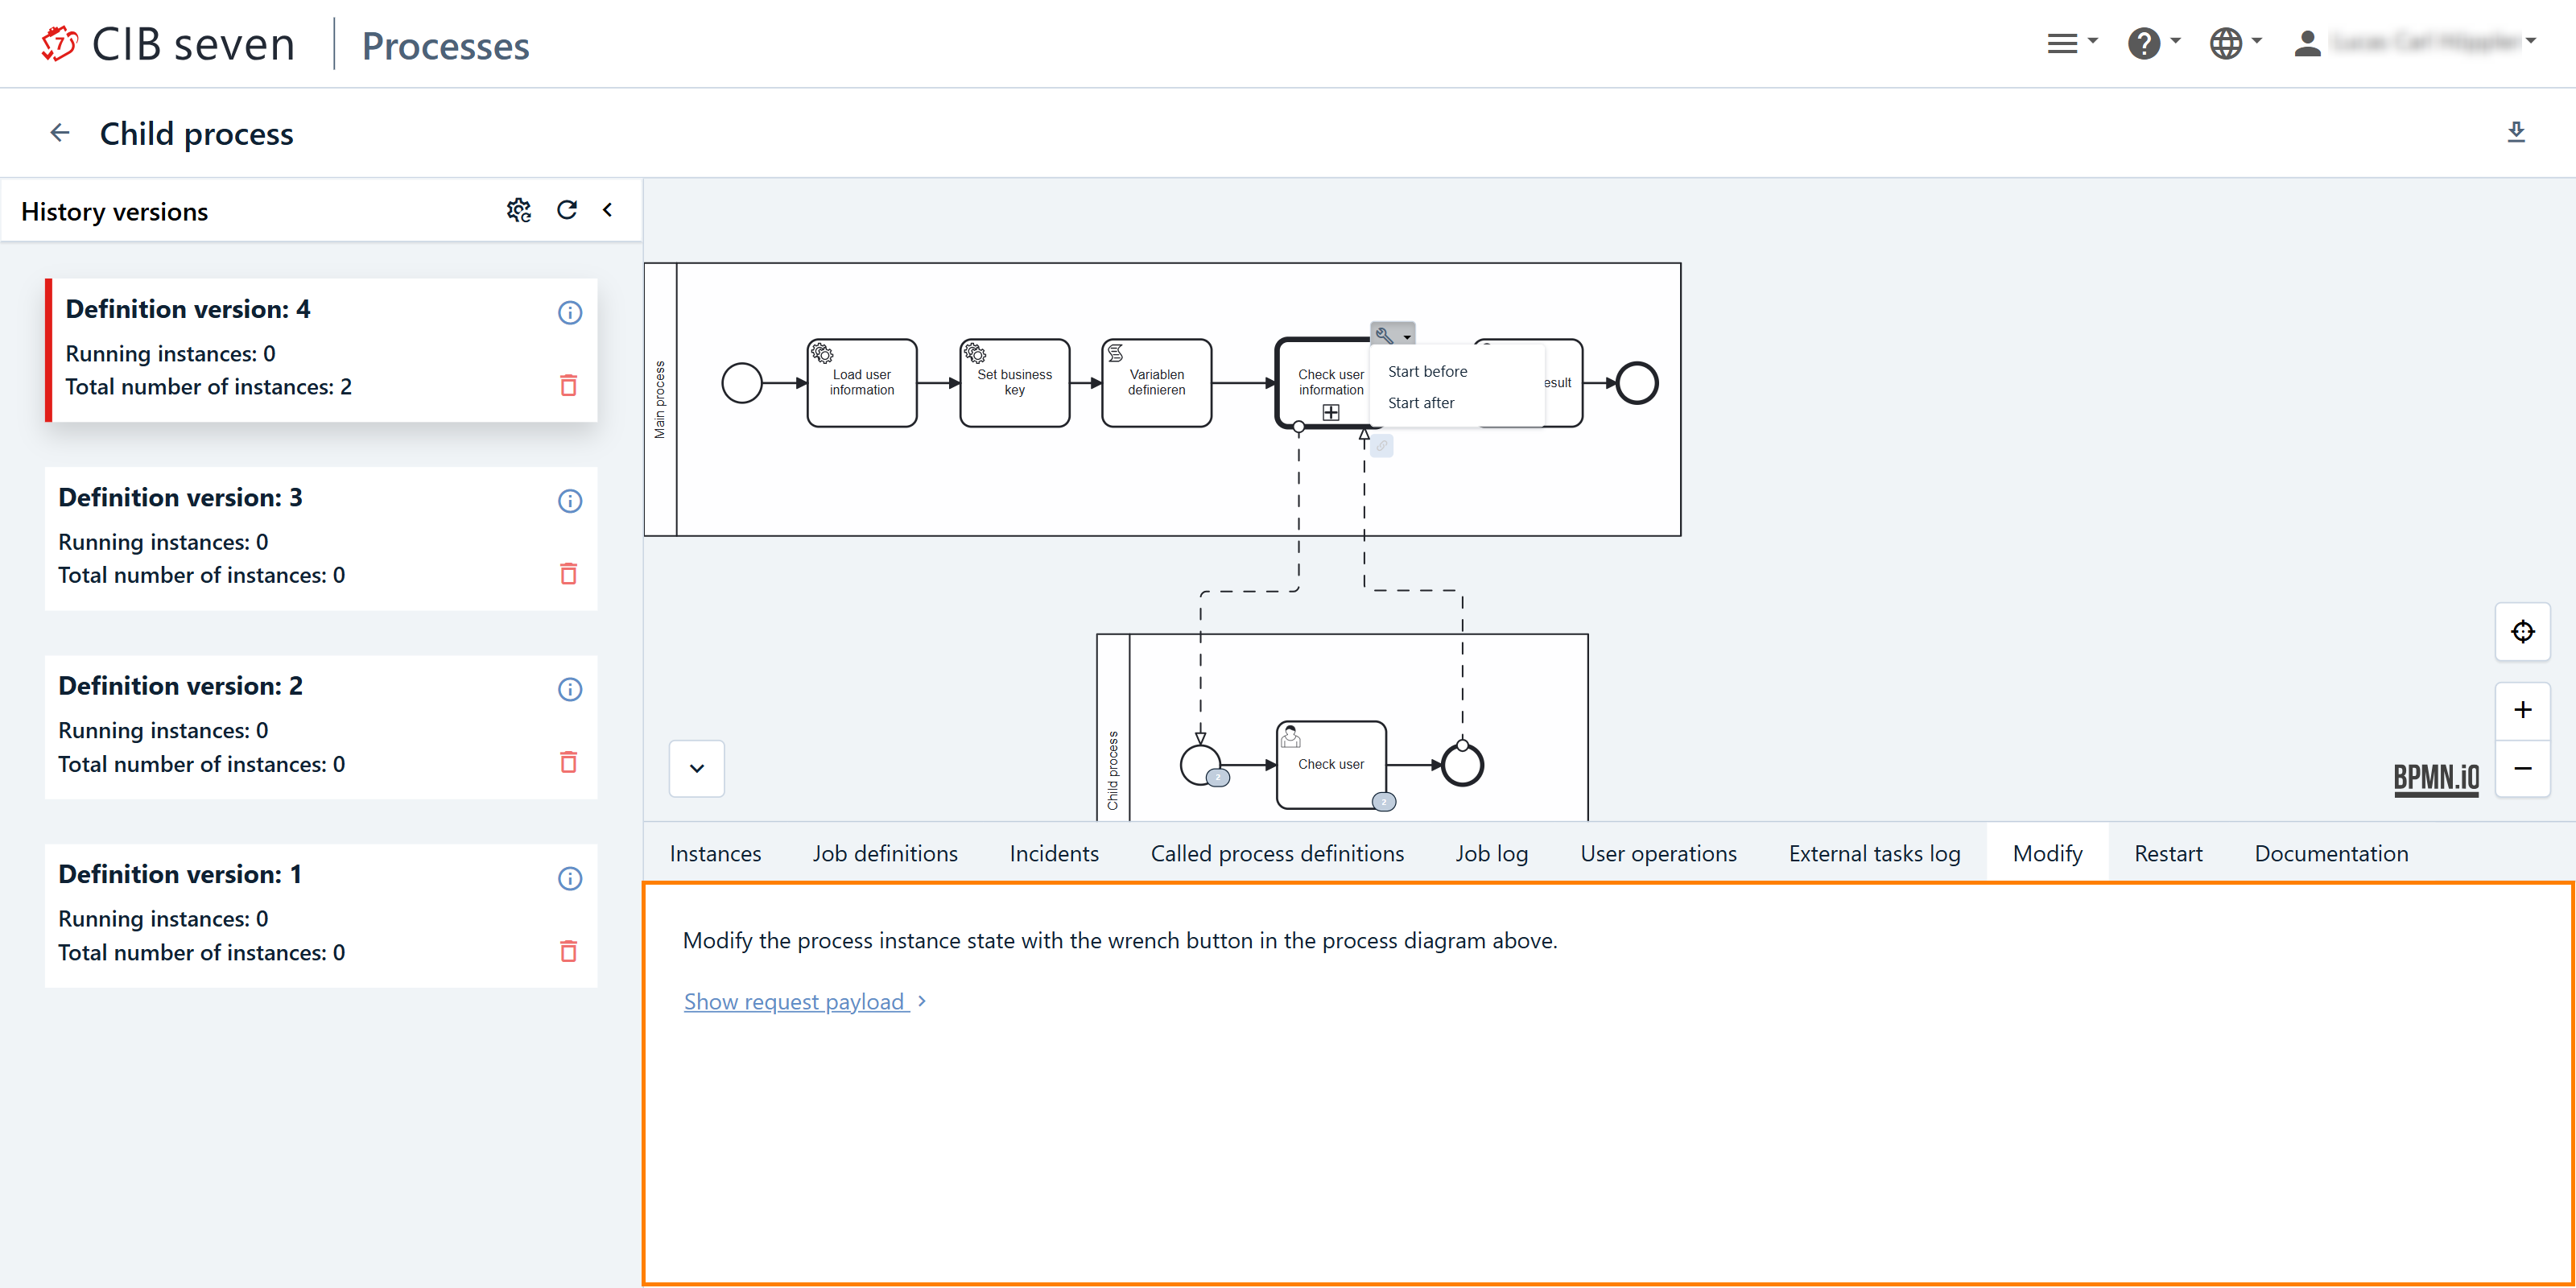 CIB seven
Processes
Child process
History versions
Definition version: 4
Running instances: 0
Total number of instances: 2
Definition version: 3
Running instances: 0
Total number of instances: 0
Definition version: 2
Running instances: 0
Total number of instances: 0
Definition version: 1
Running instances: 0
Total number of instances: 0
Main process
Load user
information
Set business
key
Variablen
definieren
Check user
information
Start before
Start after
esult
Child process
2
Check user
2
BPMN.iO
Instances
Job definitions
Incidents
Called process definitions
Job log
User operations
External tasks log
Modify
Restart
Documentation
Modify the process instance state with the wrench button in the process diagram above.
Show request payload